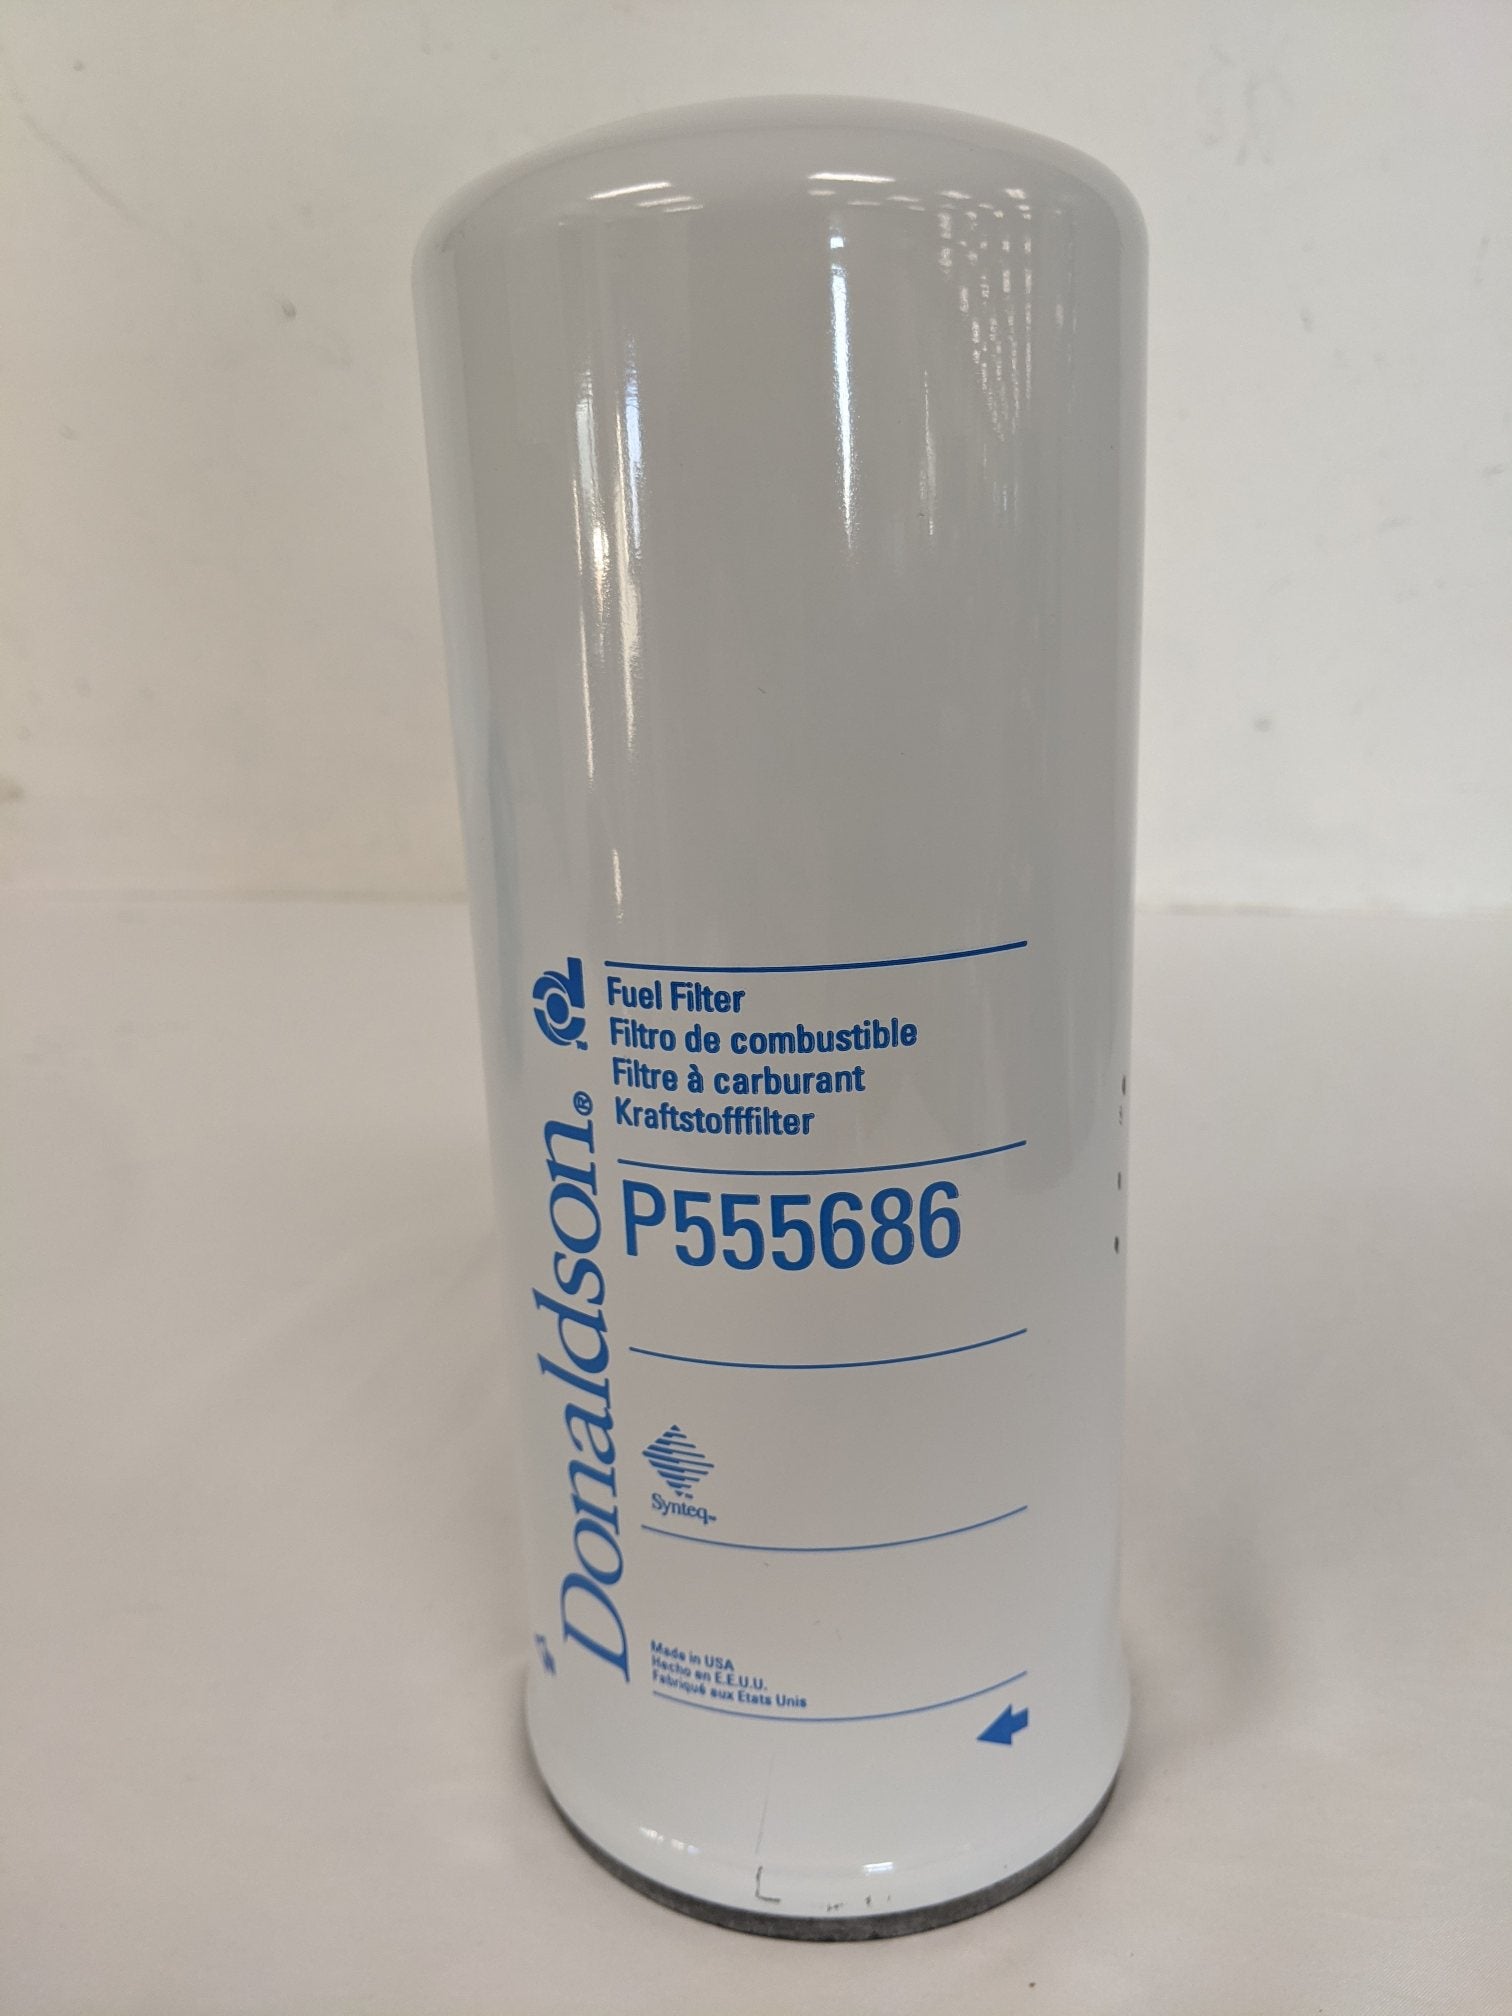 Donaldson®
Fuel Filter
Filtro de combustible
Filtre à carburant
Kraftstofffilter
P555686
Synteq™
Made in USA
Hecho en E.E.U.U.
Fabriqué aux Etats Unis
L